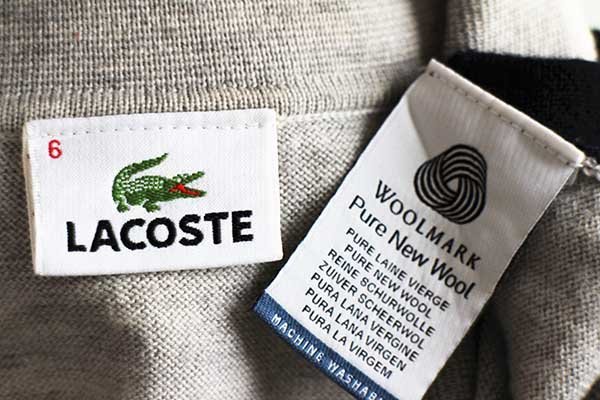 6
LACOSTE
WOOLMARK
Pure New Wool
PURE LAINE VIERGE
PURE NEW WOOL
REINE SCHURWOLLE
ZUIVER SCHEERWOL
PURA LANA VERGINE
PURA LANA VIRGEN
PURA LA VIRGEM
MACHINE WASHAB